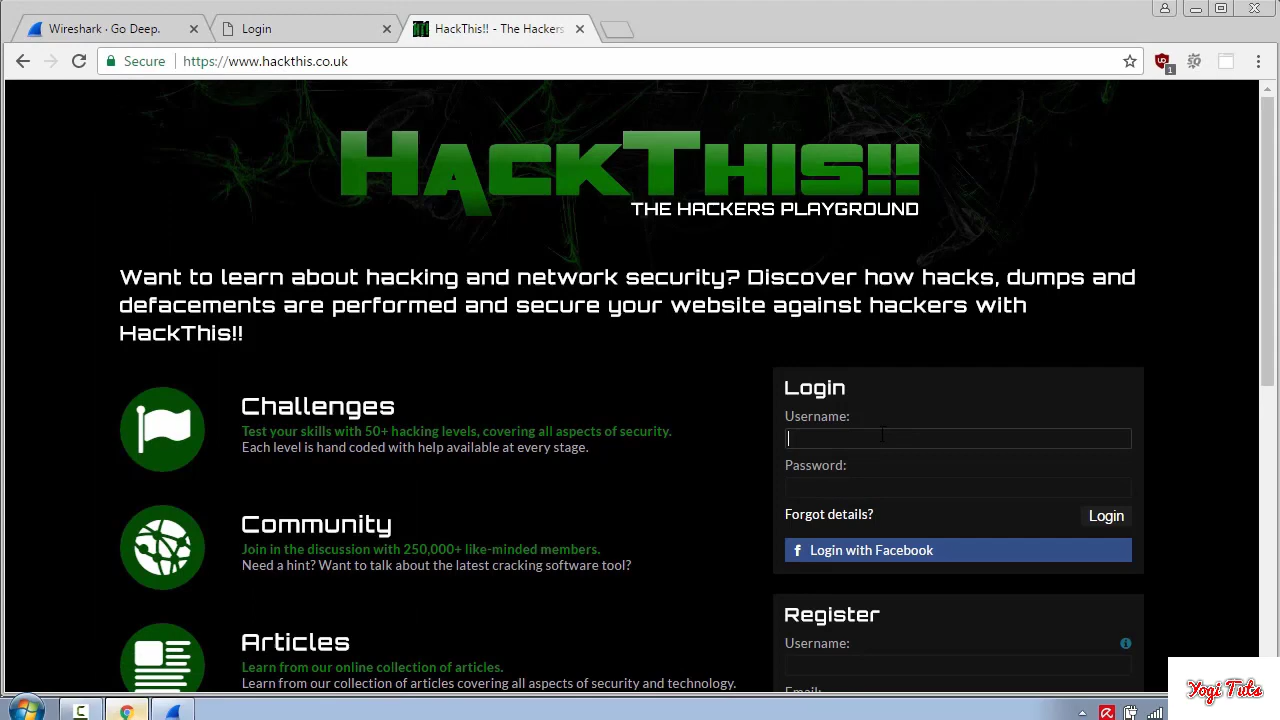 Wireshark · Go Deep.
Login
HackThis!! - The Hackers
Secure
https://www.hackthis.co.uk
1
HACKTHIS!!
THE HACKERS PLAYGROUND
Want to learn about hacking and network security? Discover how hacks, dumps and
defacements are performed and secure your website against hackers with
HackThis!!
Challenges
Test your skills with 50+ hacking levels, covering all aspects of security.
Each level is hand coded with help available at every stage.
Community
Join in the discussion with 250,000+ like-minded members.
Need a hint? Want to talk about the latest cracking software tool?
Articles
Learn from our online collection of articles.
Learn from our collection of articles covering all aspects of security and technology.
Login
Username:
Password:
Forgot details?
Login
f Login with Facebook
Register
Username:
Email:
Yogi Tuts